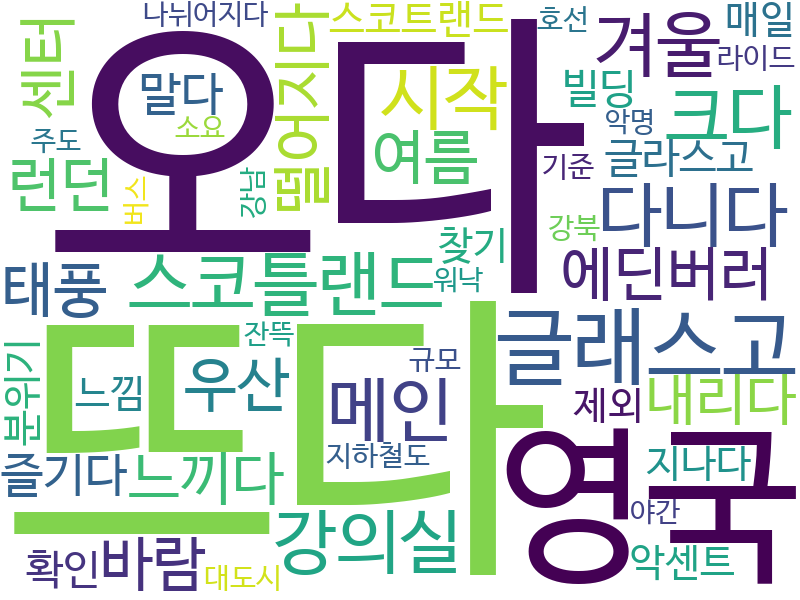 나뉘어지다
스코트랜드
호선
매일
센터
오다
떨어지다
겨울
라이드
말다
시작
빌딩
크다
소요
악명
주도
여름
글라스고
런던
기준
버스
강남
다니다
강북
찾기
에딘버러
태풍
스코틀랜드
워낙
글래스고
뜨다
잔뜩
분위기
느낌
우산
규모
메인
제외
내리다
영국
즐기다
느끼다
지하철도
지나다
야간
강의실
확인
바람
대도시
악센트